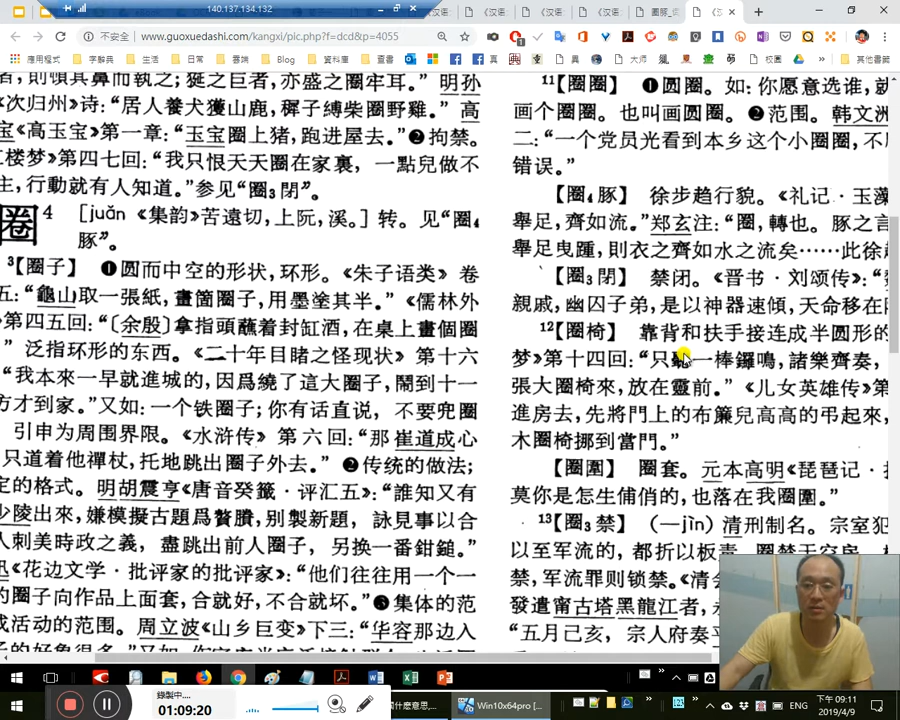 140.137.134.132
不安全 www.guoxuedashi.com/kangxi/pic.php?f=dcd&p=4055
應用程式 字辭典 生活 日常 雲端 Blog 資料庫 大師 國語 其他書籤
者，則頓其鼻而執之；狿之巨者，亦盛之圈牢耳。”明孙
《次归州》诗：“居人養犬獲山鹿，穉子縛柴圈野雞。”高
宝《高玉宝》第一章：“玉宝圈上猪，跑进屋去。”❷拘禁。
红楼梦》第四七回：“我只恨天天圈在家裏，一點兒做不
主，行動就有人知道。”参见“圈3閉”。
圈4 [juǎn《集韵》苦遠切，上阮，溪。] 转。见“圈4
豚”。
3【圈子】❶圆而中空的形状，环形。《朱子语类》卷
五：“龜山取一張紙，畫箇圈子，用墨塗其半。”《儒林外
》第四五回：“〔余殷〕拿指頭蘸着封缸酒，在桌上畫個圈
”泛指环形的东西。《二十年目睹之怪现状》第十六
“我本來一早就進城的，因爲繞了這大圈子，鬧到十一
方才到家。”又如：一个铁圈子；你有话直说，不要兜圈
引申为周围界限。《水浒传》第六回：“那崔道成心
只道着他禪杖，托地跳出圈子外去。”❷传统的做法；
定的格式。明胡震亨《唐音癸籤·评汇五》：“誰知又有
少陵出來，嫌模擬古題爲贅賸，别製新題，詠見事以合
人刺美時政之義，盡跳出前人圈子，另换一番鉗鎚。”
迅《花边文学·批评家的批评家》：“他们往往用一个一
的圈子向作品上面套，合就好，不合就坏。”❸集体的范
或活动的范围。周立波《山乡巨变》下三：“华容那边入
11【圈圈】❶圆圈。如：你愿意选谁，就
画个圈圈。也叫画圆圈。❷范围。韩文洲
二：“一个党员光看到本乡这个小圈圈，不
错误。”
【圈4豚】徐步趋行貌。《礼记·玉藻
舉足，齊如流。”郑玄注：“圈，轉也。豚之言
舉足曳踵，則衣之齊如水之流矣……此徐趨
【圈3閉】禁闭。《晋书·刘颂传》：“
親戚，幽囚子弟，是以神器速傾，天命移在
12【圈椅】靠背和扶手接连成半圆形的
梦》第十四回：“只聽一棒鑼鳴，諸樂齊奏，
張大圈椅來，放在靈前。”《儿女英雄传》第
進房去，先將門上的布簾兒高高的弔起來，
木圈椅挪到當門。”
【圈圍】圈套。元本高明《琵琶记·
莫你是怎生俌俏的，也落在我圈圍。”
13【圈3禁】（—jìn）清刑制名。宗室犯
以至军流的，都折以板责、圈禁于空房
禁，军流罪则锁禁。《清
發遣甯古塔黑龍江者，
“五月己亥，宗人府奏
錄製中....
01:09:20
什麼意思,
Win10x64pro [...
ENG
下午 09:11
2019/4/9